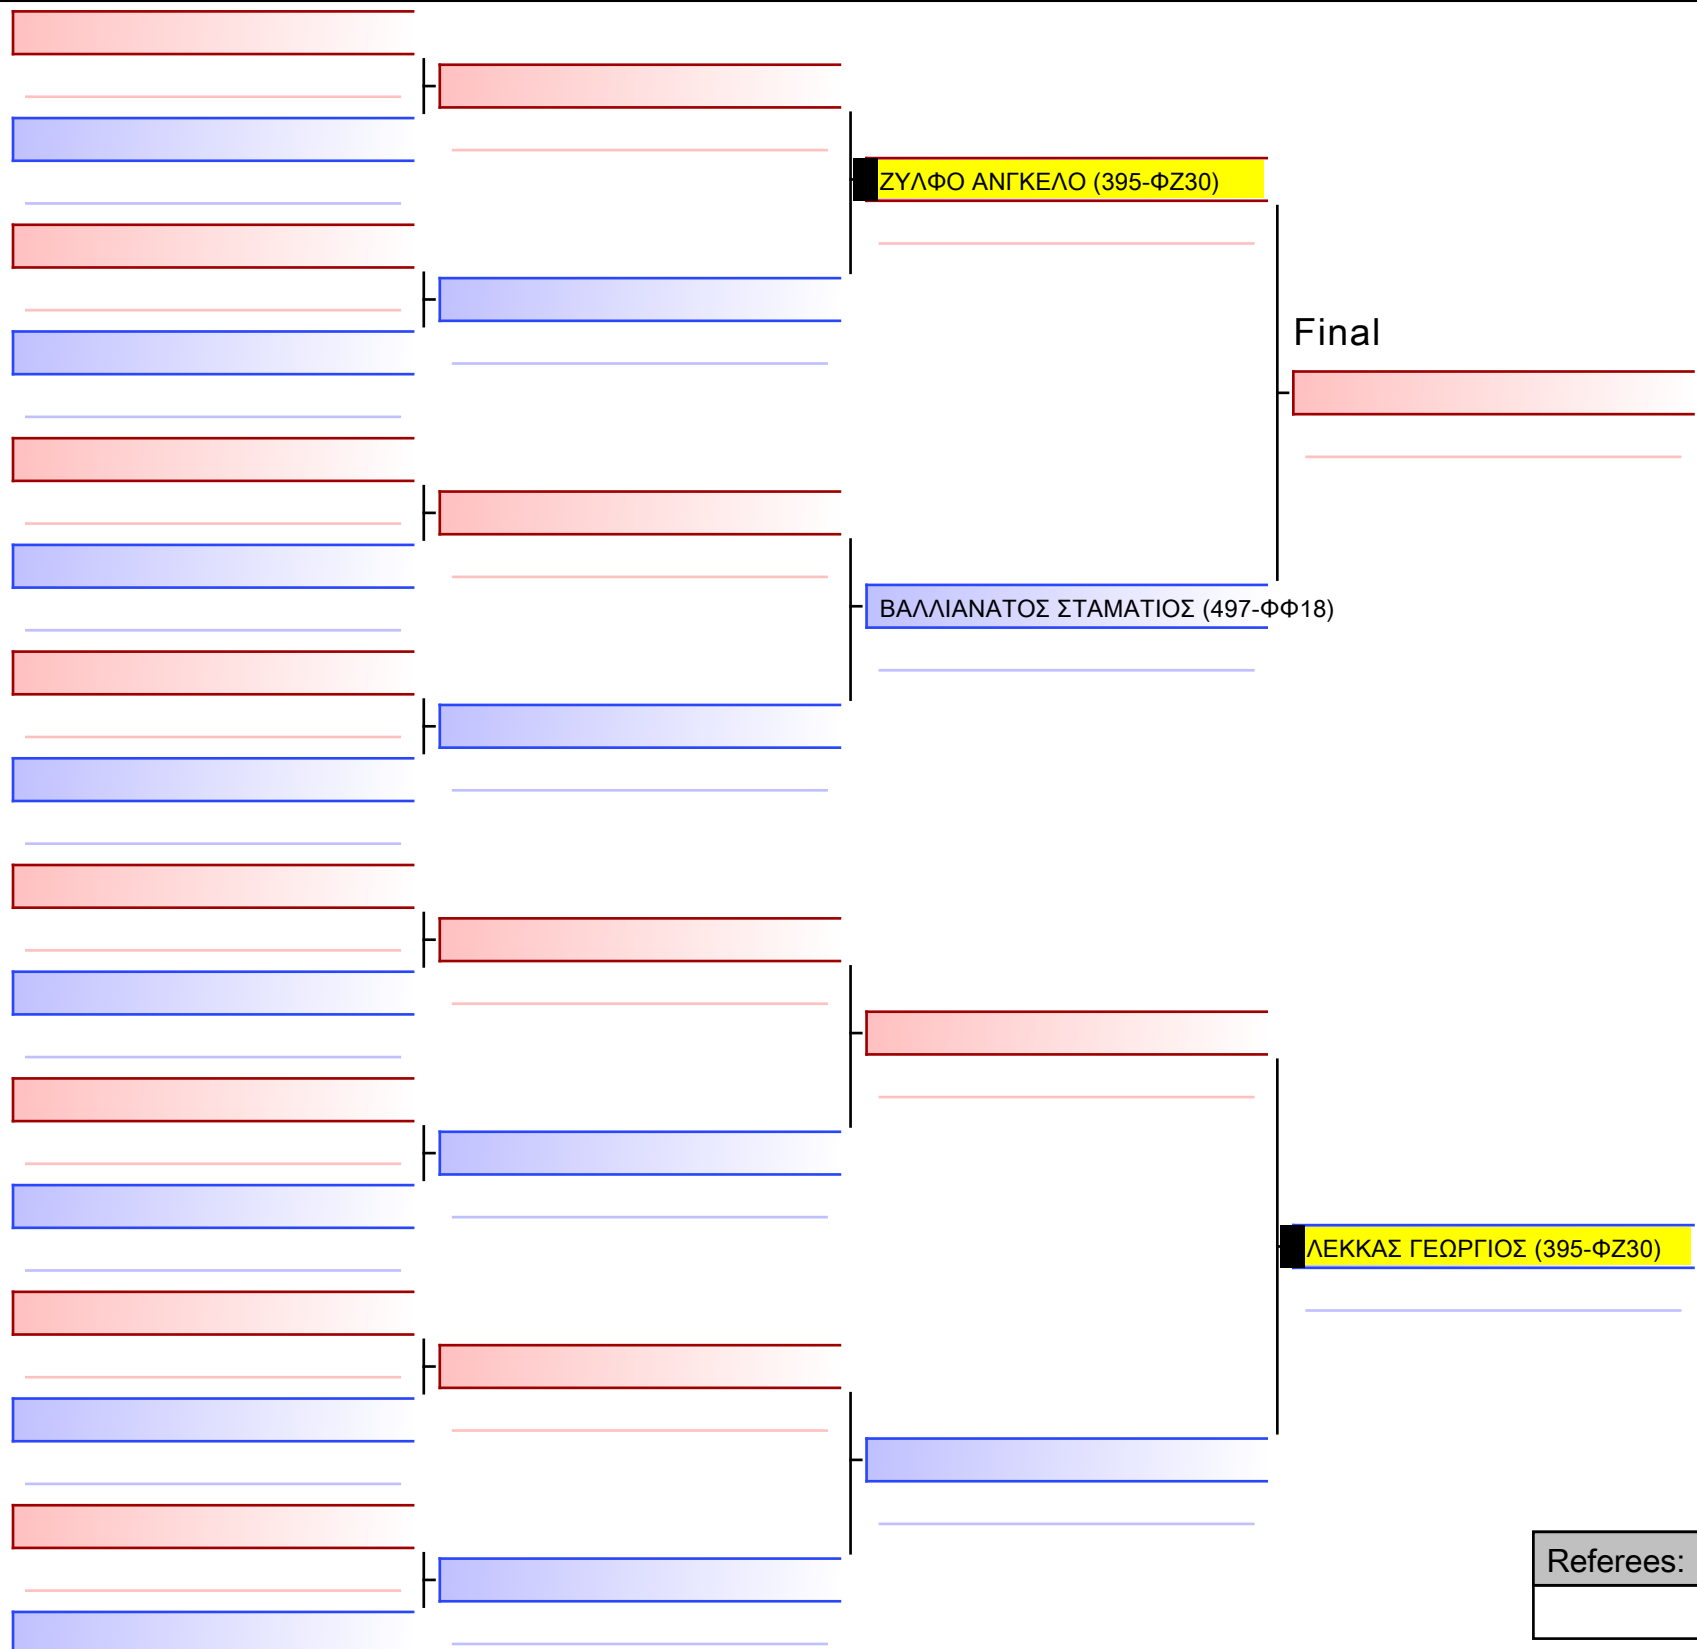 ΖΥΛΦΟ ΑΝΓΚΕΛΟ (395-ΦΖ30)
Final
ΒΑΛΛΙΑΝΑΤΟΣ ΣΤΑΜΑΤΙΟΣ (497-ΦΦ18)
ΛΕΚΚΑΣ ΓΕΩΡΓΙΟΣ (395-ΦΖ30)
Referees: